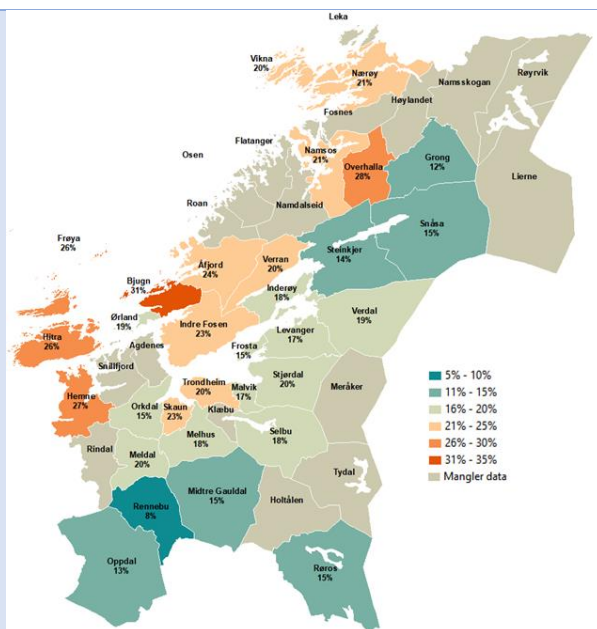 Leka
Vikna
20%
Nærøy
21%
Namsskogan
Røyrvik
Høylandet
Fosnes
Flatanger
Namsos
21%
Overhalla
28%
Grong
12%
Osen
Lierne
Roan
Namdalseid
Snåsa
15%
Frøya
26%
Steinkjer
14%
Åfjord
24%
Verran
20%
Bjugn
31%
Inderøy
18%
Ørland
19%
Verdal
19%
Indre Fosen
23%
Levanger
17%
Hitra
26%
Agdenes
Frosta
15%
Snillfjord
Stjørdal
20%
Meråker
Trondheim
20%
Malvik
17%
Hemne
27%
Orkdal
15%
Skaun
23%
Klæbu
Melhus
18%
Selbu
18%
Rindal
Meldal
20%
Tydal
Midtre Gauldal
15%
Holtålen
Rennebu
8%
Oppdal
13%
Røros
15%
5% - 10%
11% - 15%
16% - 20%
21% - 25%
26% - 30%
31% - 35%
Mangler data